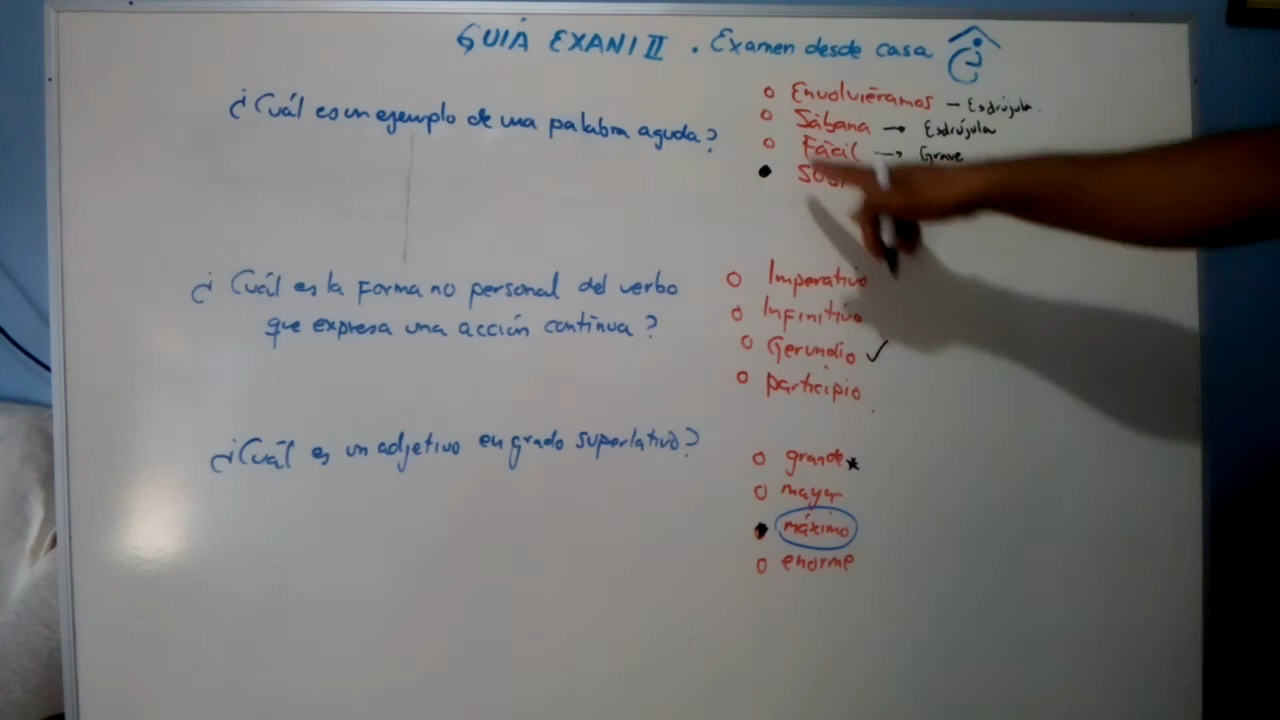 GUIÁ EXANI II . Examen desde casa
¿Cuál es un ejemplo de una palabra aguda?
Envolviéramos - Esdrújula.
Sábana → Esdrújula
Fácil → Grave
¿Cuál es la Forma no personal del verbo
que expresa una acción continua?
Imperativo
Infinitivo
Gerundio ✓
participio
¿Cuál es un adjetivo en grado superlativo?
grande*
mayor
máximo
enorme